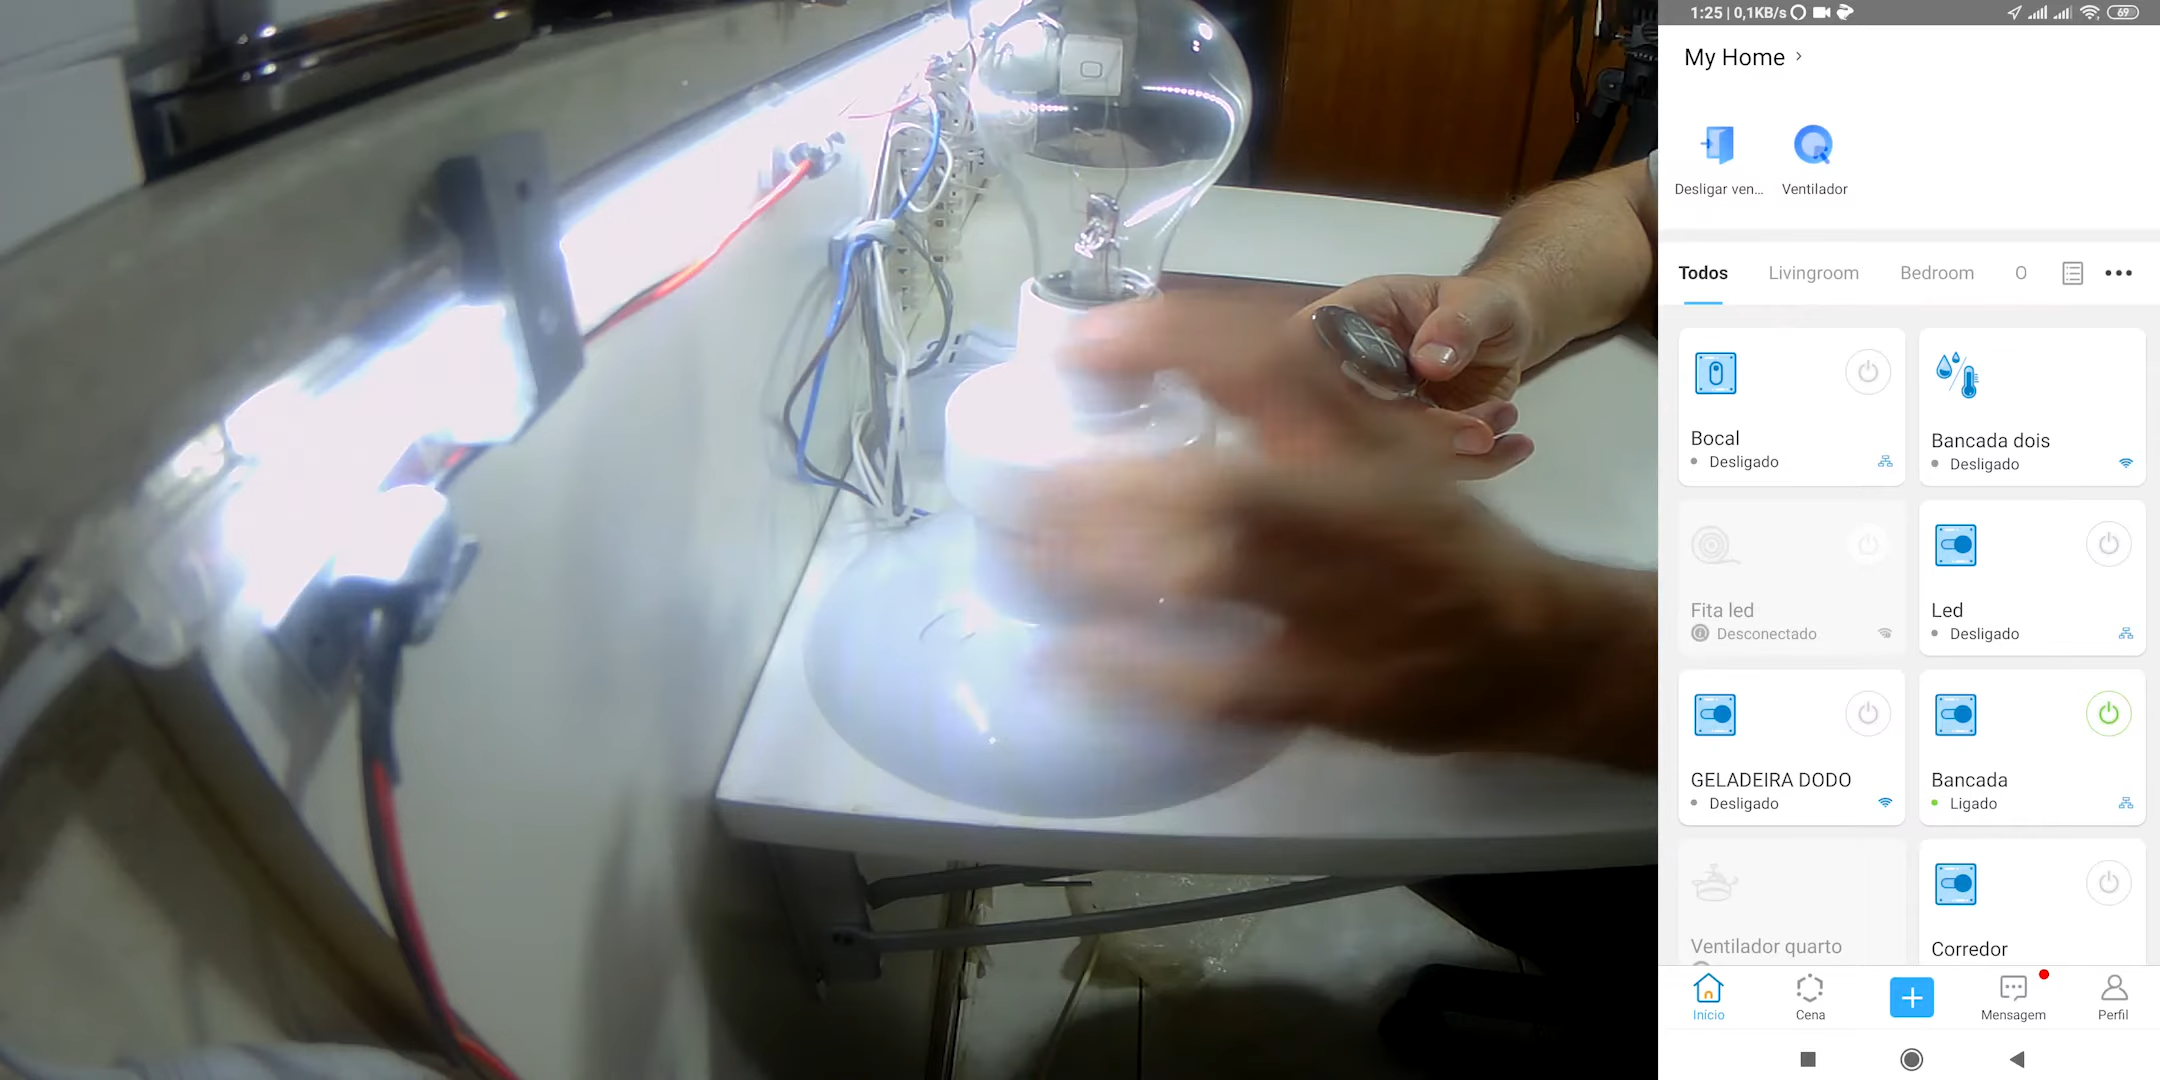 1:25 | 0,1KB/s
69
My Home
Desligar ven...
Ventilador
Todos
Livingroom
Bedroom
O
Bocal
Desligado
Bancada dois
Desligado
Fita led
Desconectado
Led
Desligado
GELADEIRA DODO
Desligado
Bancada
Ligado
Ventilador quarto
Corredor
Início
Cena
Mensagem
Perfil